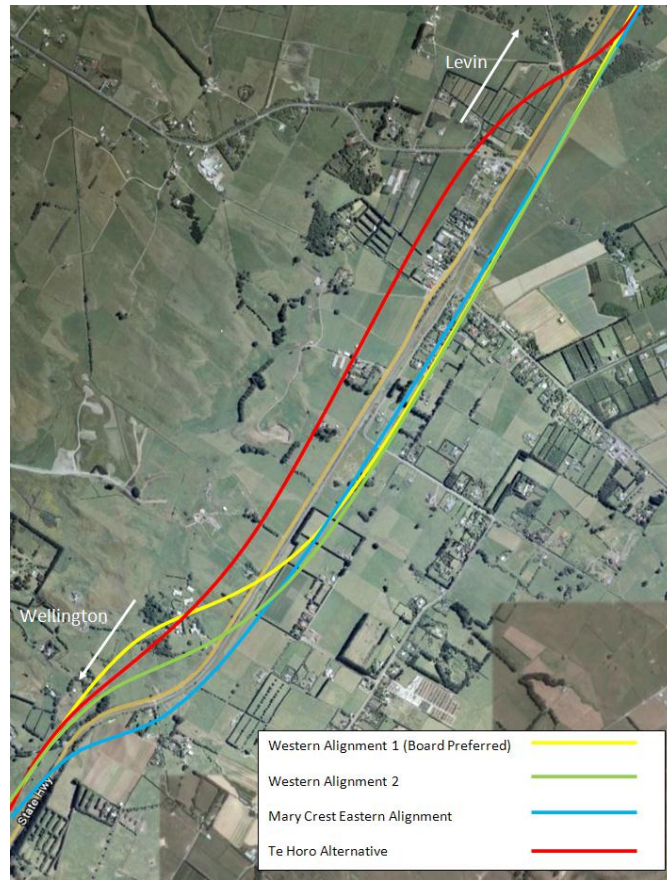 Levin
Wellington
State Hwy
Western Alignment 1 (Board Preferred)
Western Alignment 2
Mary Crest Eastern Alignment
Te Horo Alternative